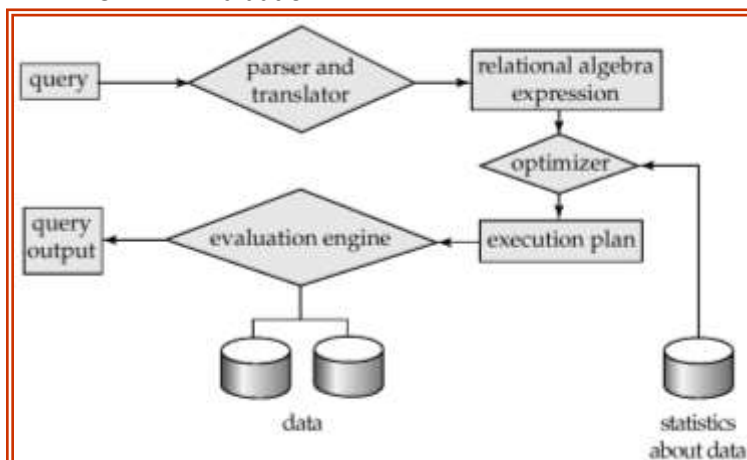 query
parser and
translator
relational algebra
expression
optimizer
query
output
evaluation engine
execution plan
data
statistics
about data